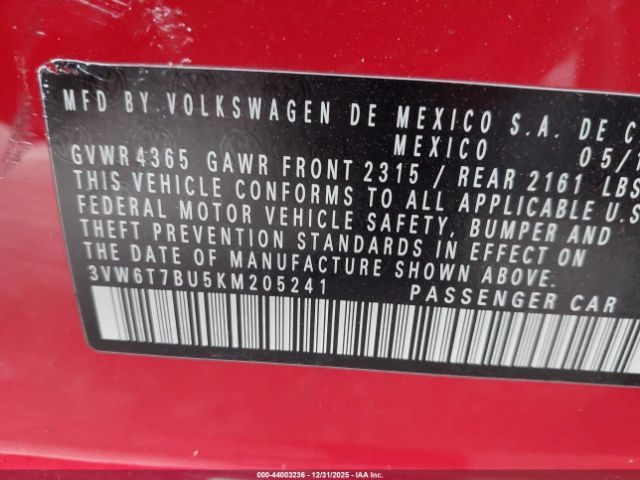 MFD BY VOLKSWAGEN DE MEXICO S.A. DE C
MEXICO 05/
GVWR 4365 GAWR FRONT 2315 / REAR 2161 LBS
THIS VEHICLE CONFORMS TO ALL APPLICABLE U.S
FEDERAL MOTOR VEHICLE SAFETY, BUMPER AND
THEFT PREVENTION STANDARDS IN EFFECT ON
THE DATE OF MANUFACTURE SHOWN ABOVE.
3VW6T7BU5KM205241 PASSENGER CAR
800 - 44003236 - 12/31/2025 - IAA Inc.